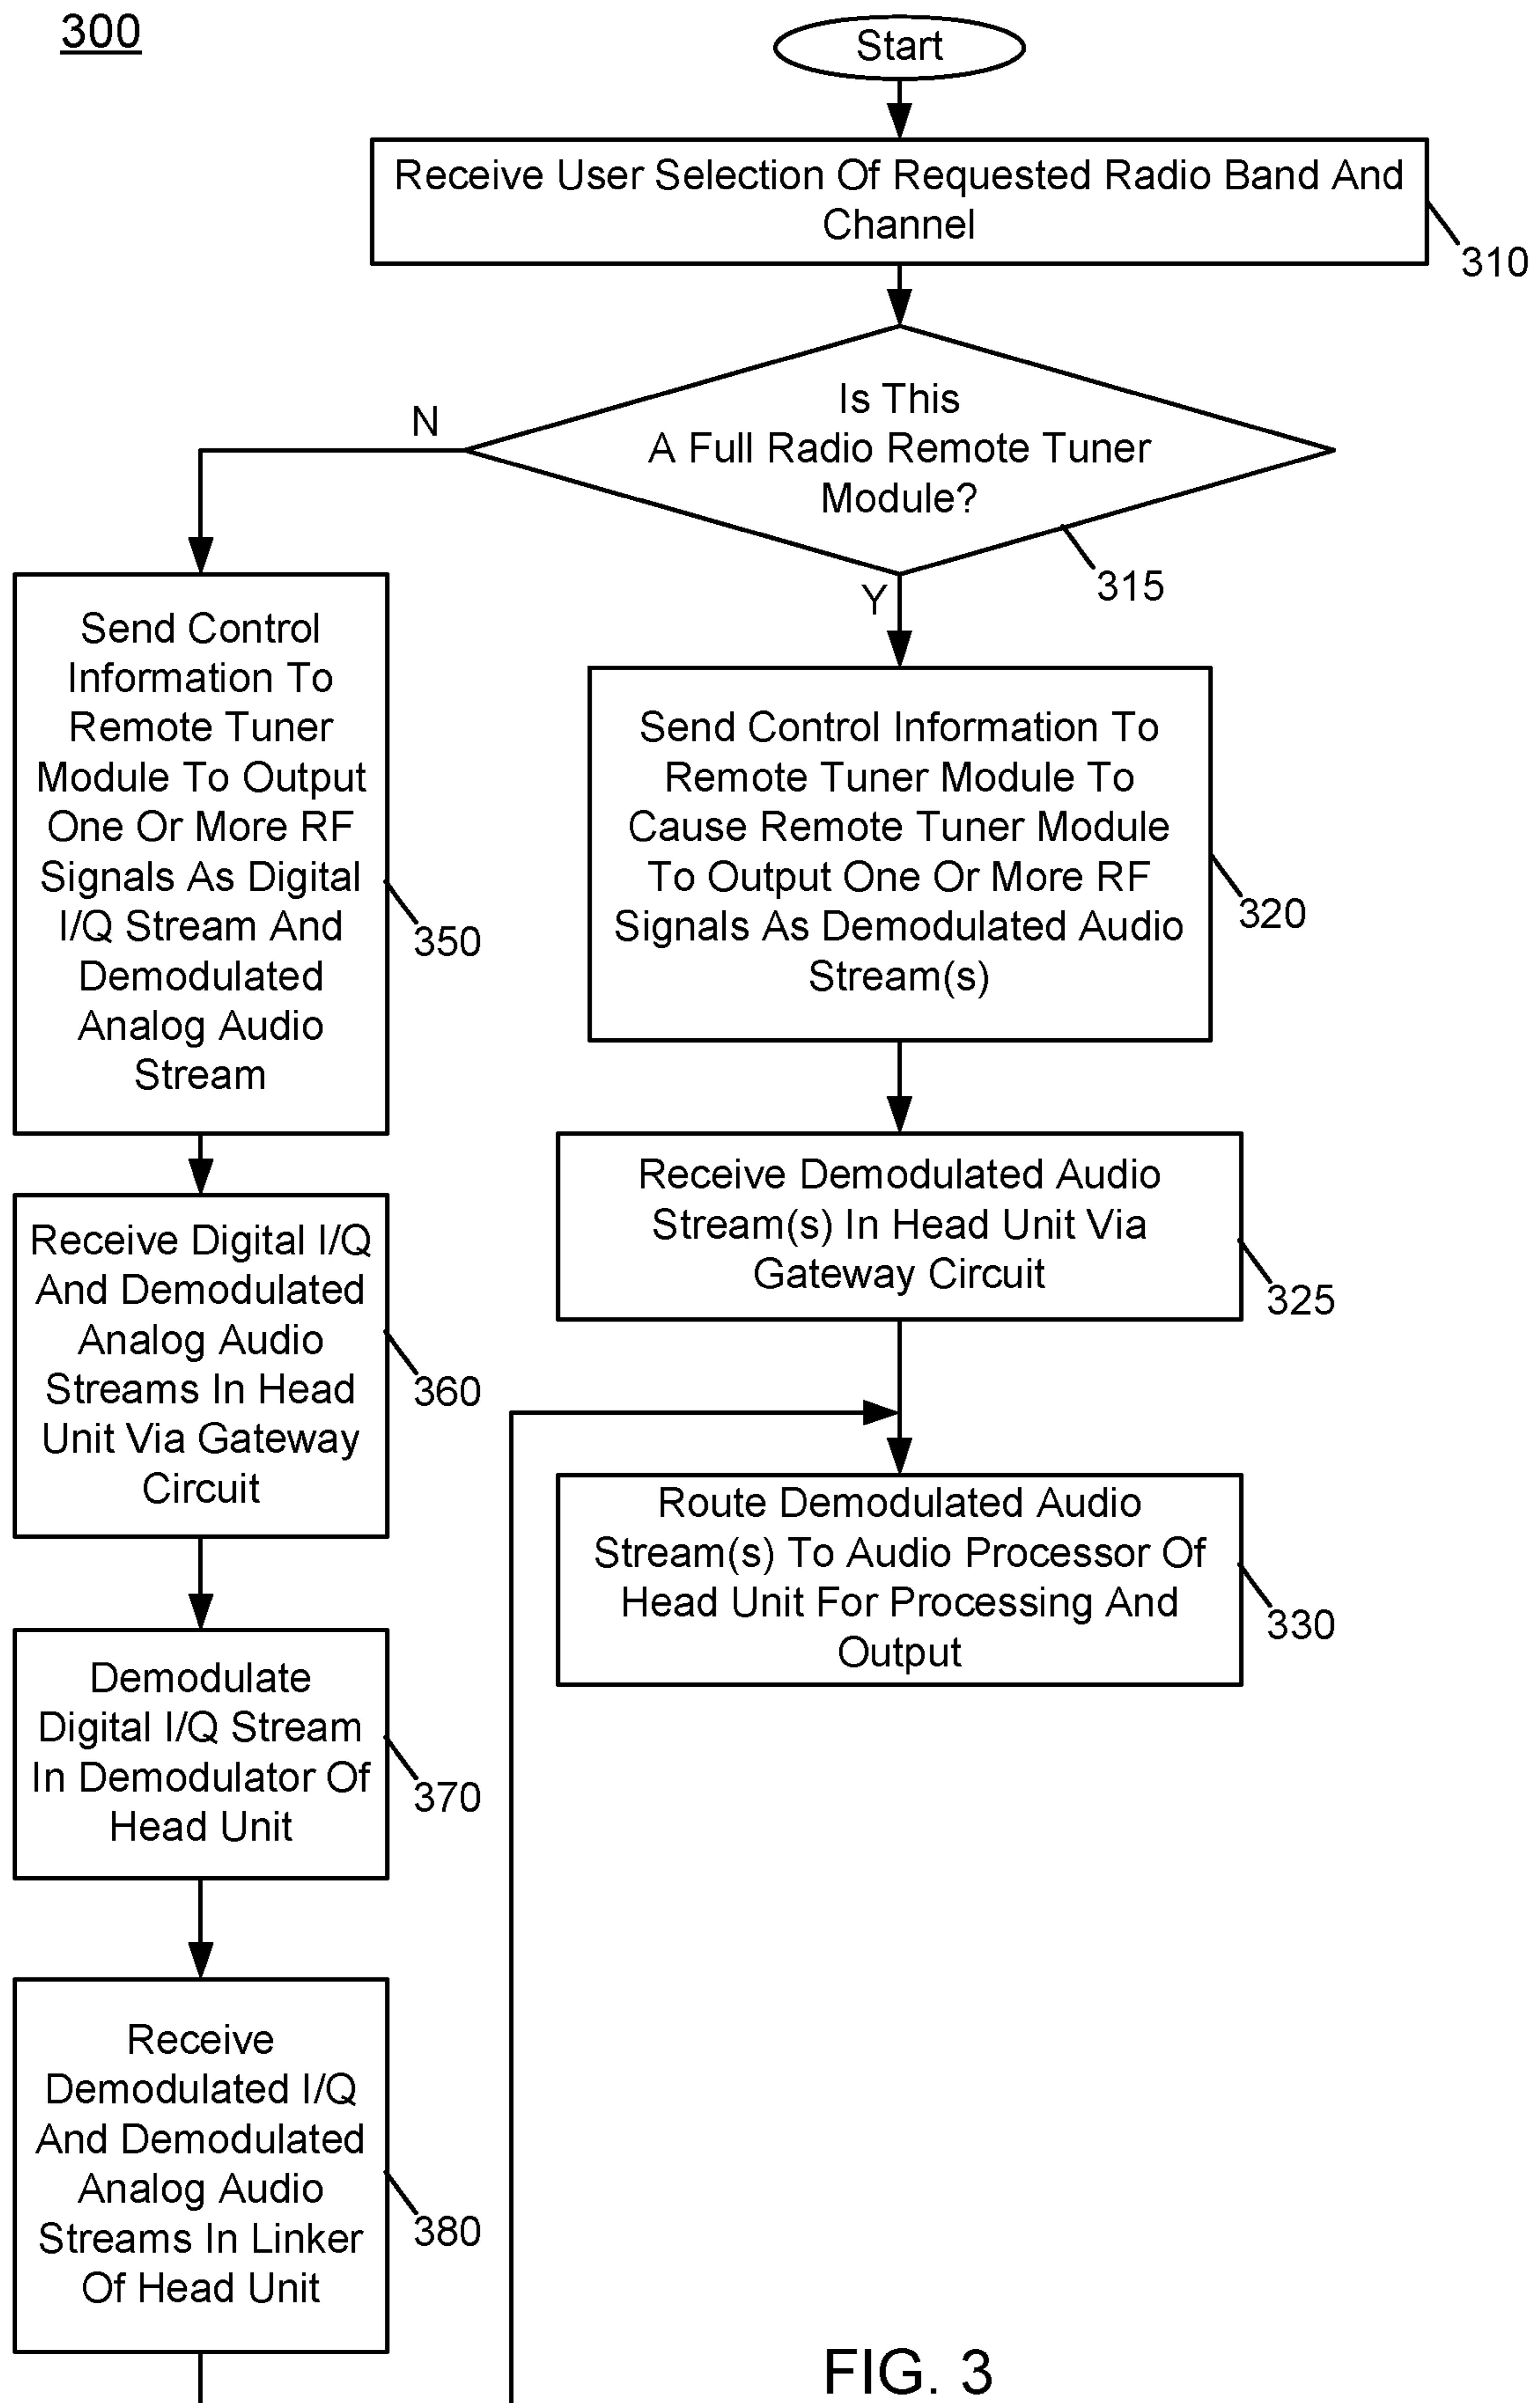 300
Start
Receive User Selection Of Requested Radio Band And
Channel
310
Is This
A Full Radio Remote Tuner
Module?
315
N
Y
Send Control Information To
Remote Tuner Module To
Cause Remote Tuner Module
To Output One Or More RF
Signals As Demodulated Audio
Stream(s)
320
Receive Demodulated Audio
Stream(s) In Head Unit Via
Gateway Circuit
325
Route Demodulated Audio
Stream(s) To Audio Processor Of
Head Unit For Processing And
Output
330
Send Control
Information To
Remote Tuner
Module To Output
One Or More RF
Signals As Digital
I/Q Stream And
Demodulated
Analog Audio
Stream
350
Receive Digital I/Q
And Demodulated
Analog Audio
Streams In Head
Unit Via Gateway
Circuit
360
Demodulate
Digital I/Q Stream
In Demodulator Of
Head Unit
370
Receive
Demodulated I/Q
And Demodulated
Analog Audio
Streams In Linker
Of Head Unit
380
FIG. 3